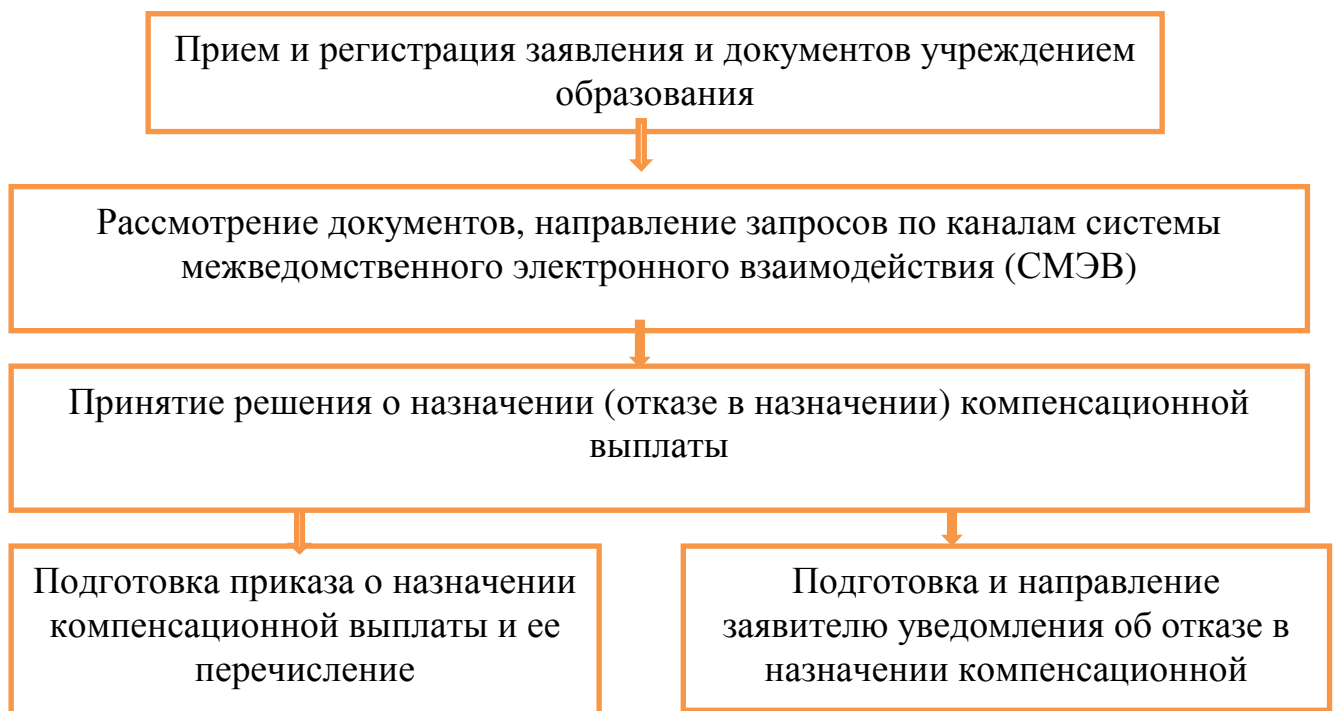 Прием и регистрация заявления и документов учреждением
образования
Рассмотрение документов, направление запросов по каналам системы
межведомственного электронного взаимодействия (СМЭВ)
Принятие решения о назначении (отказе в назначении) компенсационной
выплаты
Подготовка приказа о назначении
компенсационной выплаты и ее
перечисление
Подготовка и направление
заявителю уведомления об отказе в
назначении компенсационной